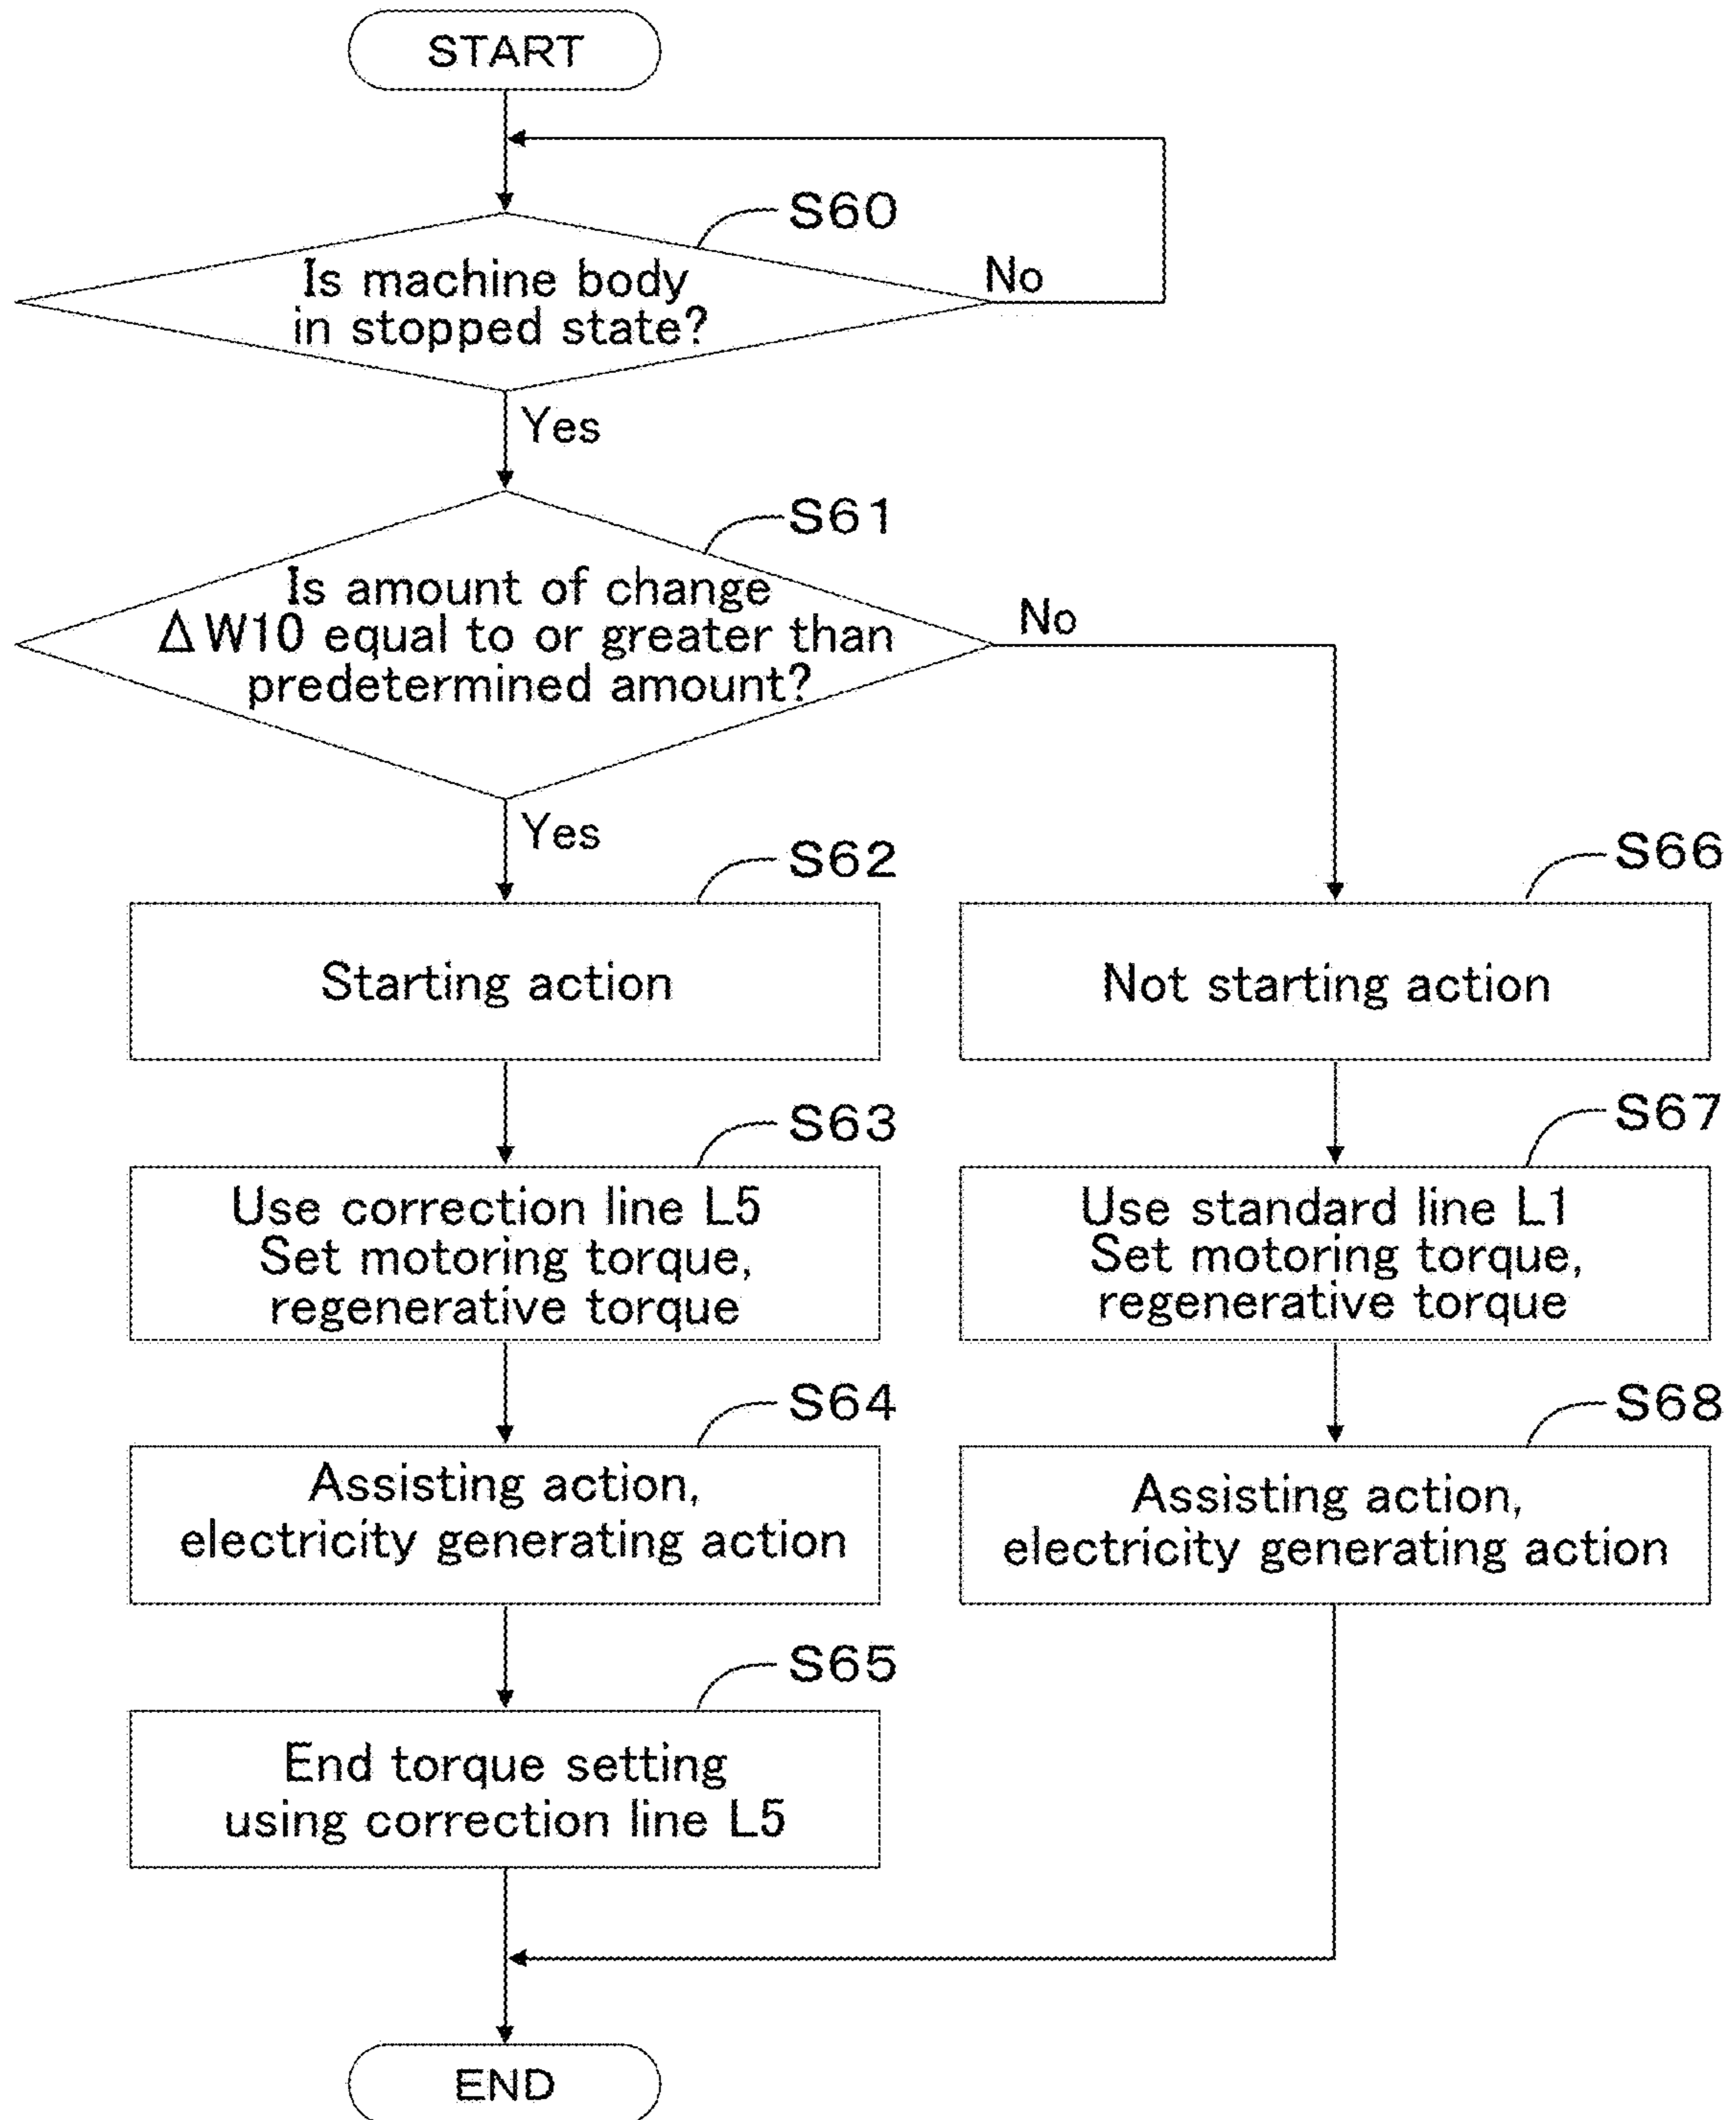 START
S60
Is machine body
in stopped state?
No
Yes
S61
Is amount of change
ΔW10 equal to or greater than
predetermined amount?
No
Yes
S62
Starting action
S66
Not starting action
S63
Use correction line L5
Set motoring torque,
regenerative torque
S67
Use standard line L1
Set motoring torque,
regenerative torque
S64
Assisting action,
electricity generating action
S68
Assisting action,
electricity generating action
S65
End torque setting
using correction line L5
END